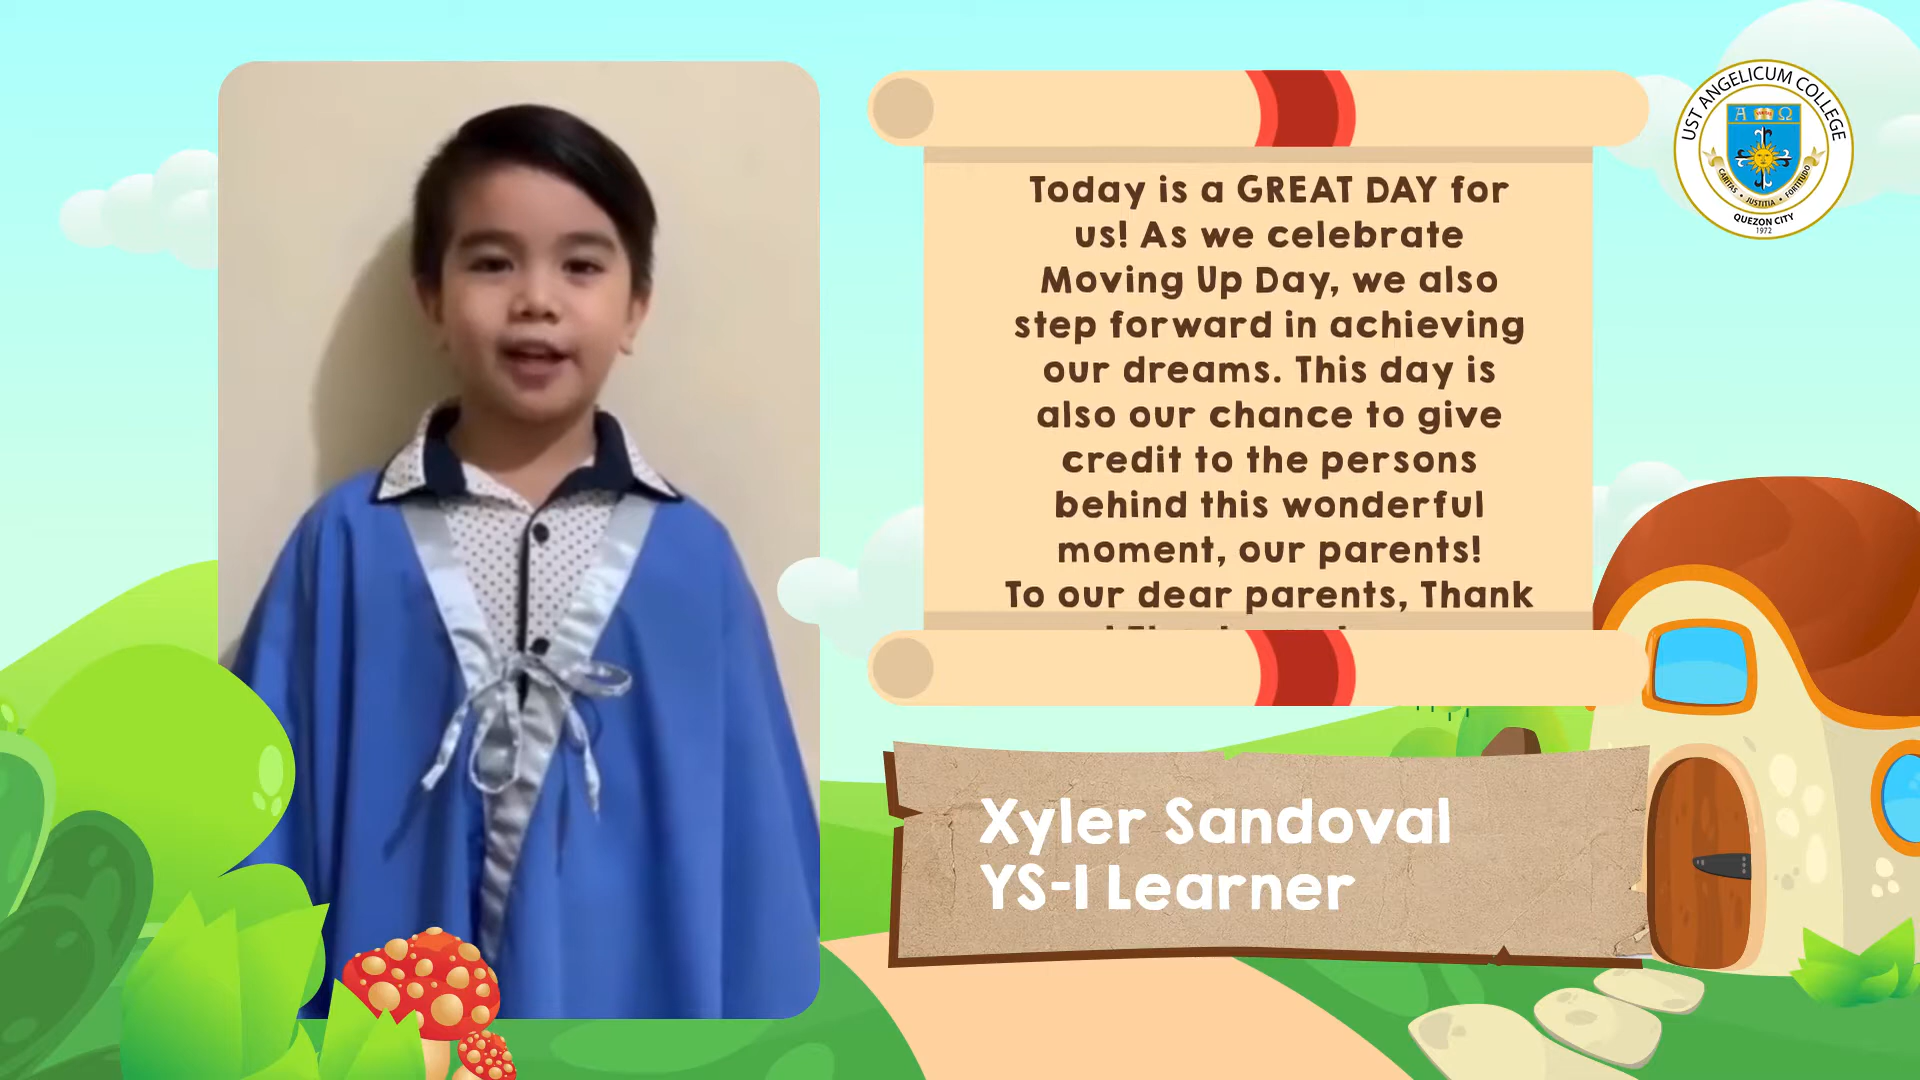 Today is a GREAT DAY for
us! As we celebrate
Moving Up Day, we also
step forward in achieving
our dreams. This day is
also our chance to give
credit to the persons
behind this wonderful
moment, our parents!
To our dear parents, Thank
UST ANGELICUM COLLEGE
Α Ω
CARITAS • JUSTITIA • FORTITUDO
QUEZON CITY
1972
Xyler Sandoval
YS-I Learner